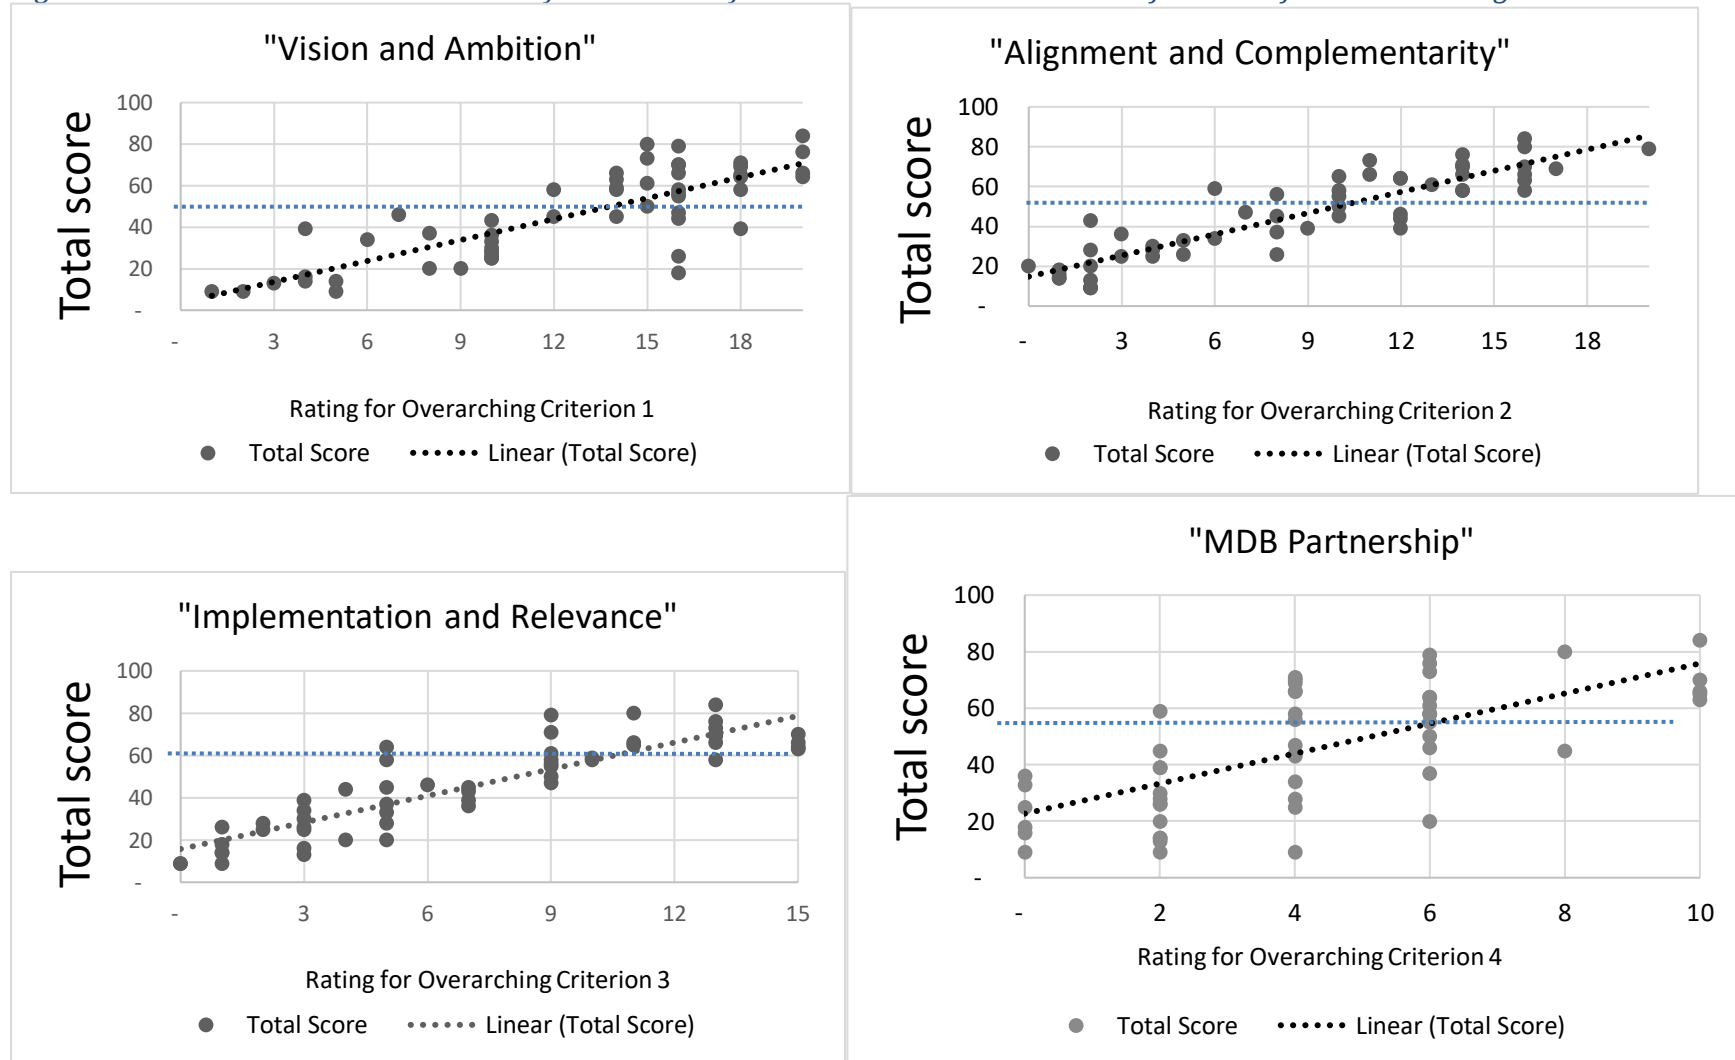 "Vision and Ambition"
Total score
100
80
60
40
20
-
- 3 6 9 12 15 18
Rating for Overarching Criterion 1
Total Score Linear (Total Score)
"Alignment and Complementarity"
Total score
100
80
60
40
20
-
- 3 6 9 12 15 18
Rating for Overarching Criterion 2
Total Score Linear (Total Score)
"Implementation and Relevance"
Total score
100
80
60
40
20
-
- 3 6 9 12 15
Rating for Overarching Criterion 3
Total Score Linear (Total Score)
"MDB Partnership"
Total score
100
80
60
40
20
-
- 2 4 6 8 10
Rating for Overarching Criterion 4
Total Score Linear (Total Score)